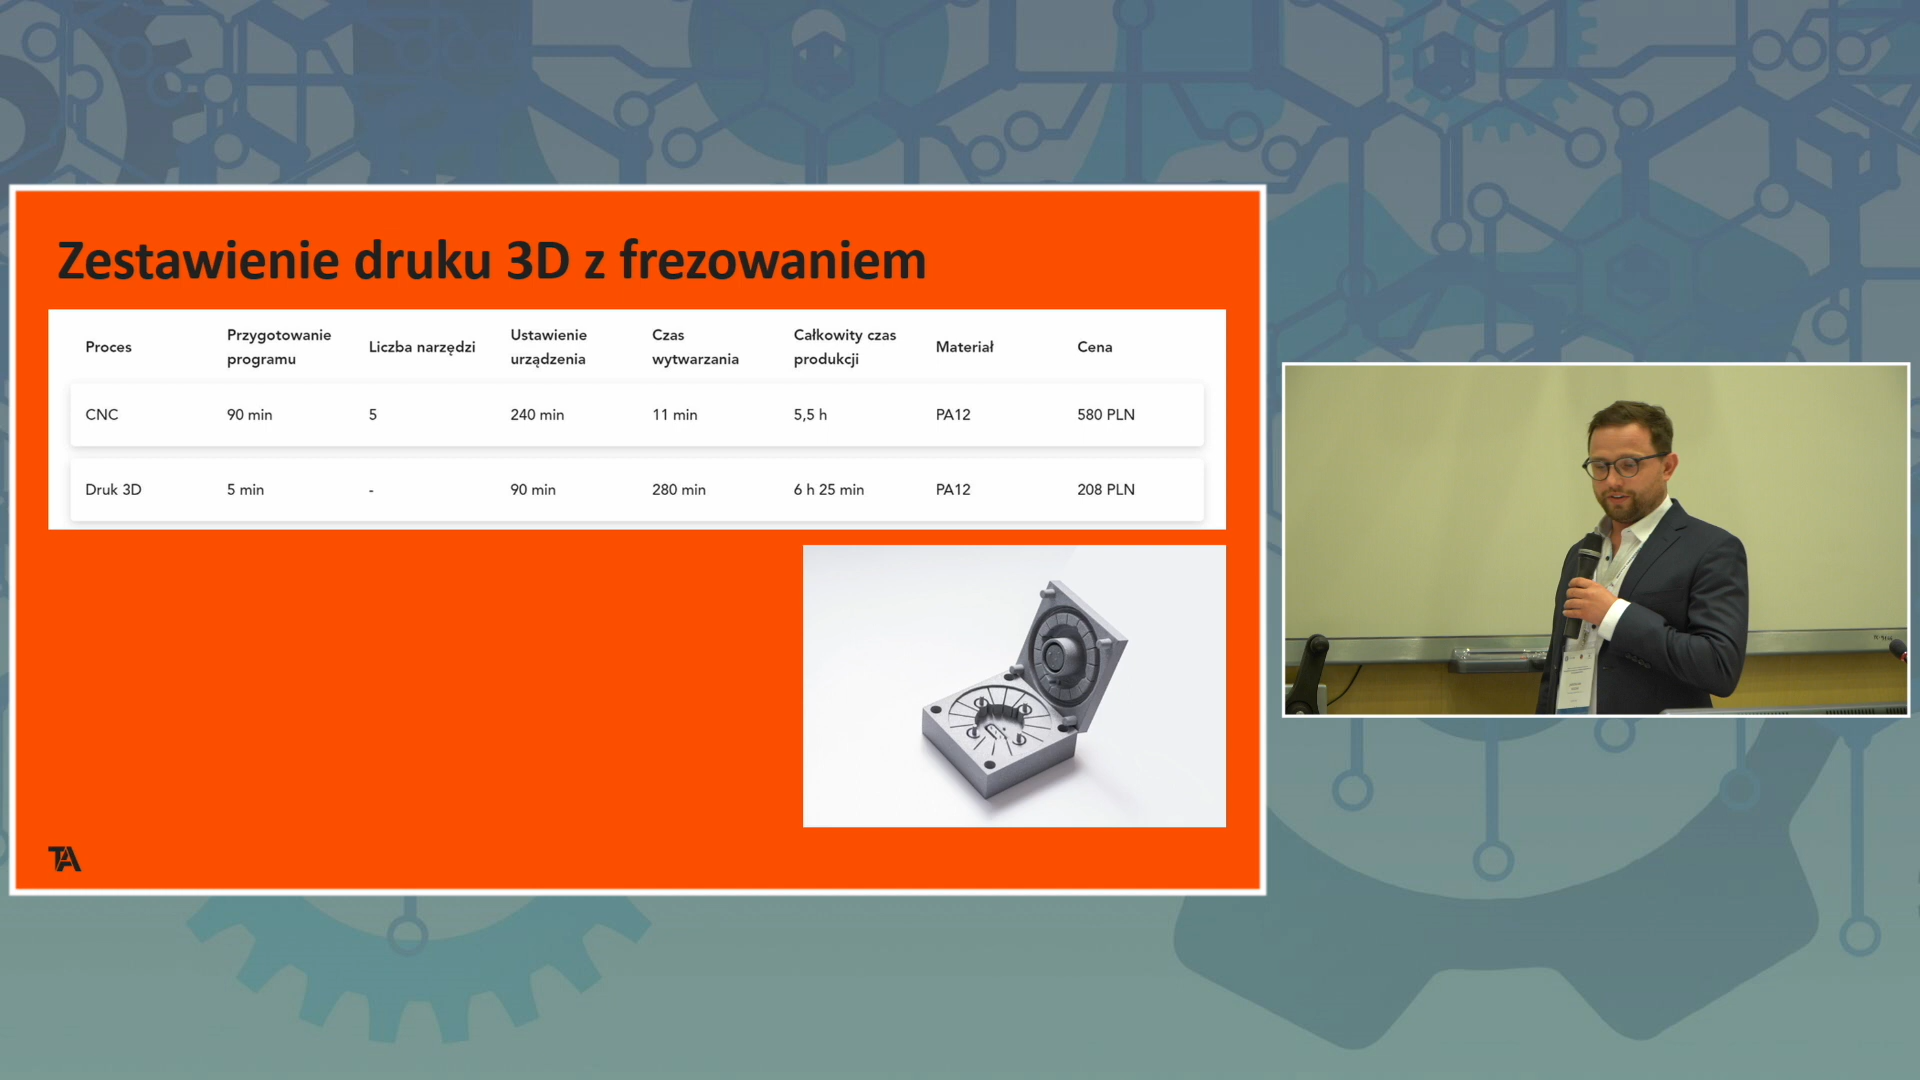 Zestawienie druku 3D z frezowaniem
Proces Przygotowanie programu Liczba narzędzi Ustawienie urządzenia Czas wytwarzania Całkowity czas produkcji Materiał Cena
CNC 90 min 5 240 min 11 min 5,5 h PA12 580 PLN
Druk 3D 5 min - 90 min 280 min 6 h 25 min PA12 208 PLN
TA